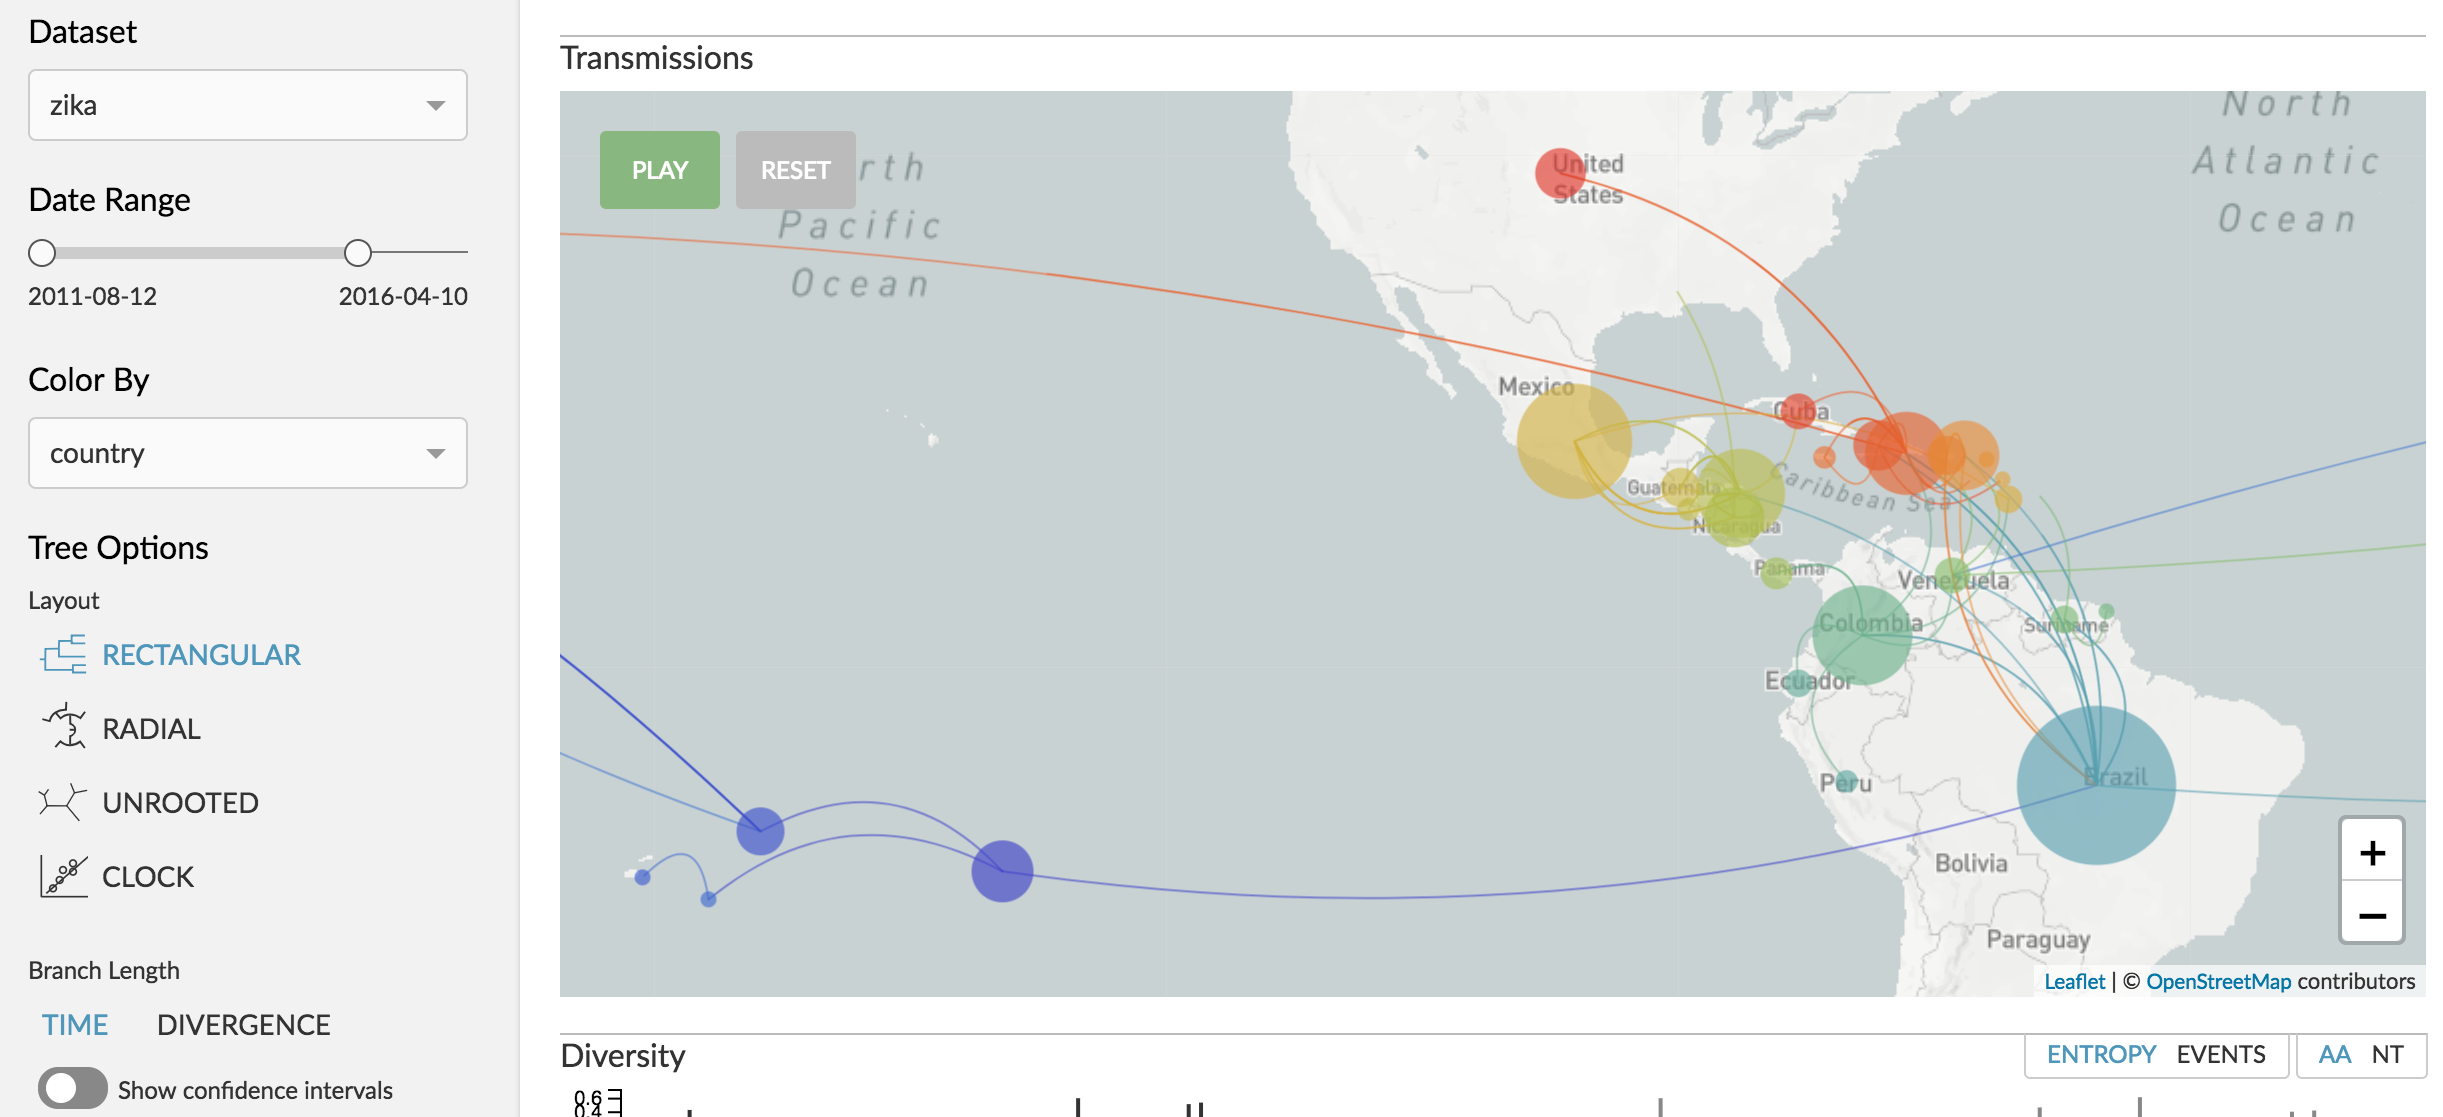 Dataset
zika
Date Range
2011-08-12
2016-04-10
Color By
country
Tree Options
Layout
RECTANGULAR
RADIAL
UNROOTED
CLOCK
Branch Length
TIME DIVERGENCE
Show confidence intervals
Transmissions
PLAY RESET
rth
Pacific
Ocean
North
Atlantic
Ocean
United
States
Mexico
Cuba
Guatemala
Caribbean Sea
Nicaragua
Panama
Venezuela
Colombia
Suriname
Ecuador
Peru
Brazil
Bolivia
Paraguay
+
−
Leaflet | © OpenStreetMap contributors
Diversity
ENTROPY EVENTS
AA NT
0.6
0.4